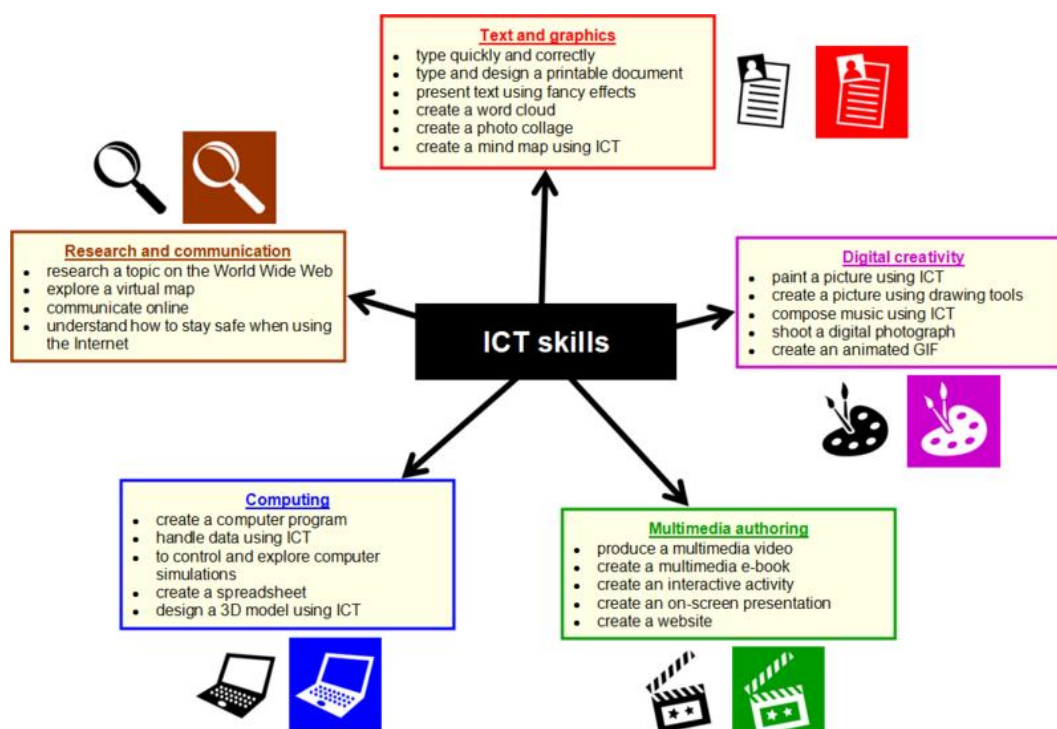 Text and graphics
• type quickly and correctly
• type and design a printable document
• present text using fancy effects
• create a word cloud
• create a photo collage
• create a mind map using ICT
Research and communication
• research a topic on the World Wide Web
• explore a virtual map
• communicate online
• understand how to stay safe when using
the Internet
Digital creativity
• paint a picture using ICT
• create a picture using drawing tools
• compose music using ICT
• shoot a digital photograph
• create an animated GIF
ICT skills
Computing
• create a computer program
• handle data using ICT
• to control and explore computer
simulations
• create a spreadsheet
• design a 3D model using ICT
Multimedia authoring
• produce a multimedia video
• create a multimedia e-book
• create an interactive activity
• create an on-screen presentation
• create a website